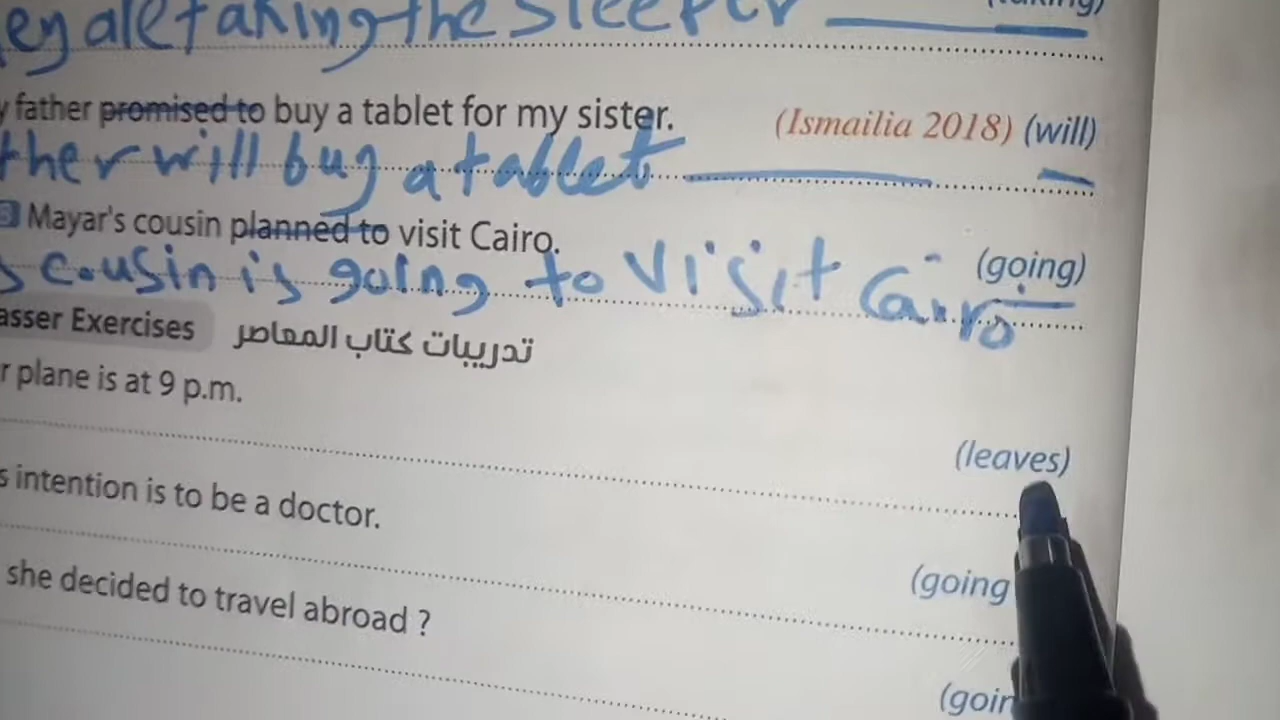 ey are taking the sleeper (taking)
father promised to buy a tablet for my sister. (Ismailia 2018) (will)
ther will buy a tablet
Mayar's cousin planned to visit Cairo.
s cousin is going to visit Cairo (going)
asser Exercises تدريبات كتاب المعاصر
r plane is at 9 p.m.
(leaves)
s intention is to be a doctor.
(going
she decided to travel abroad ?
(goin